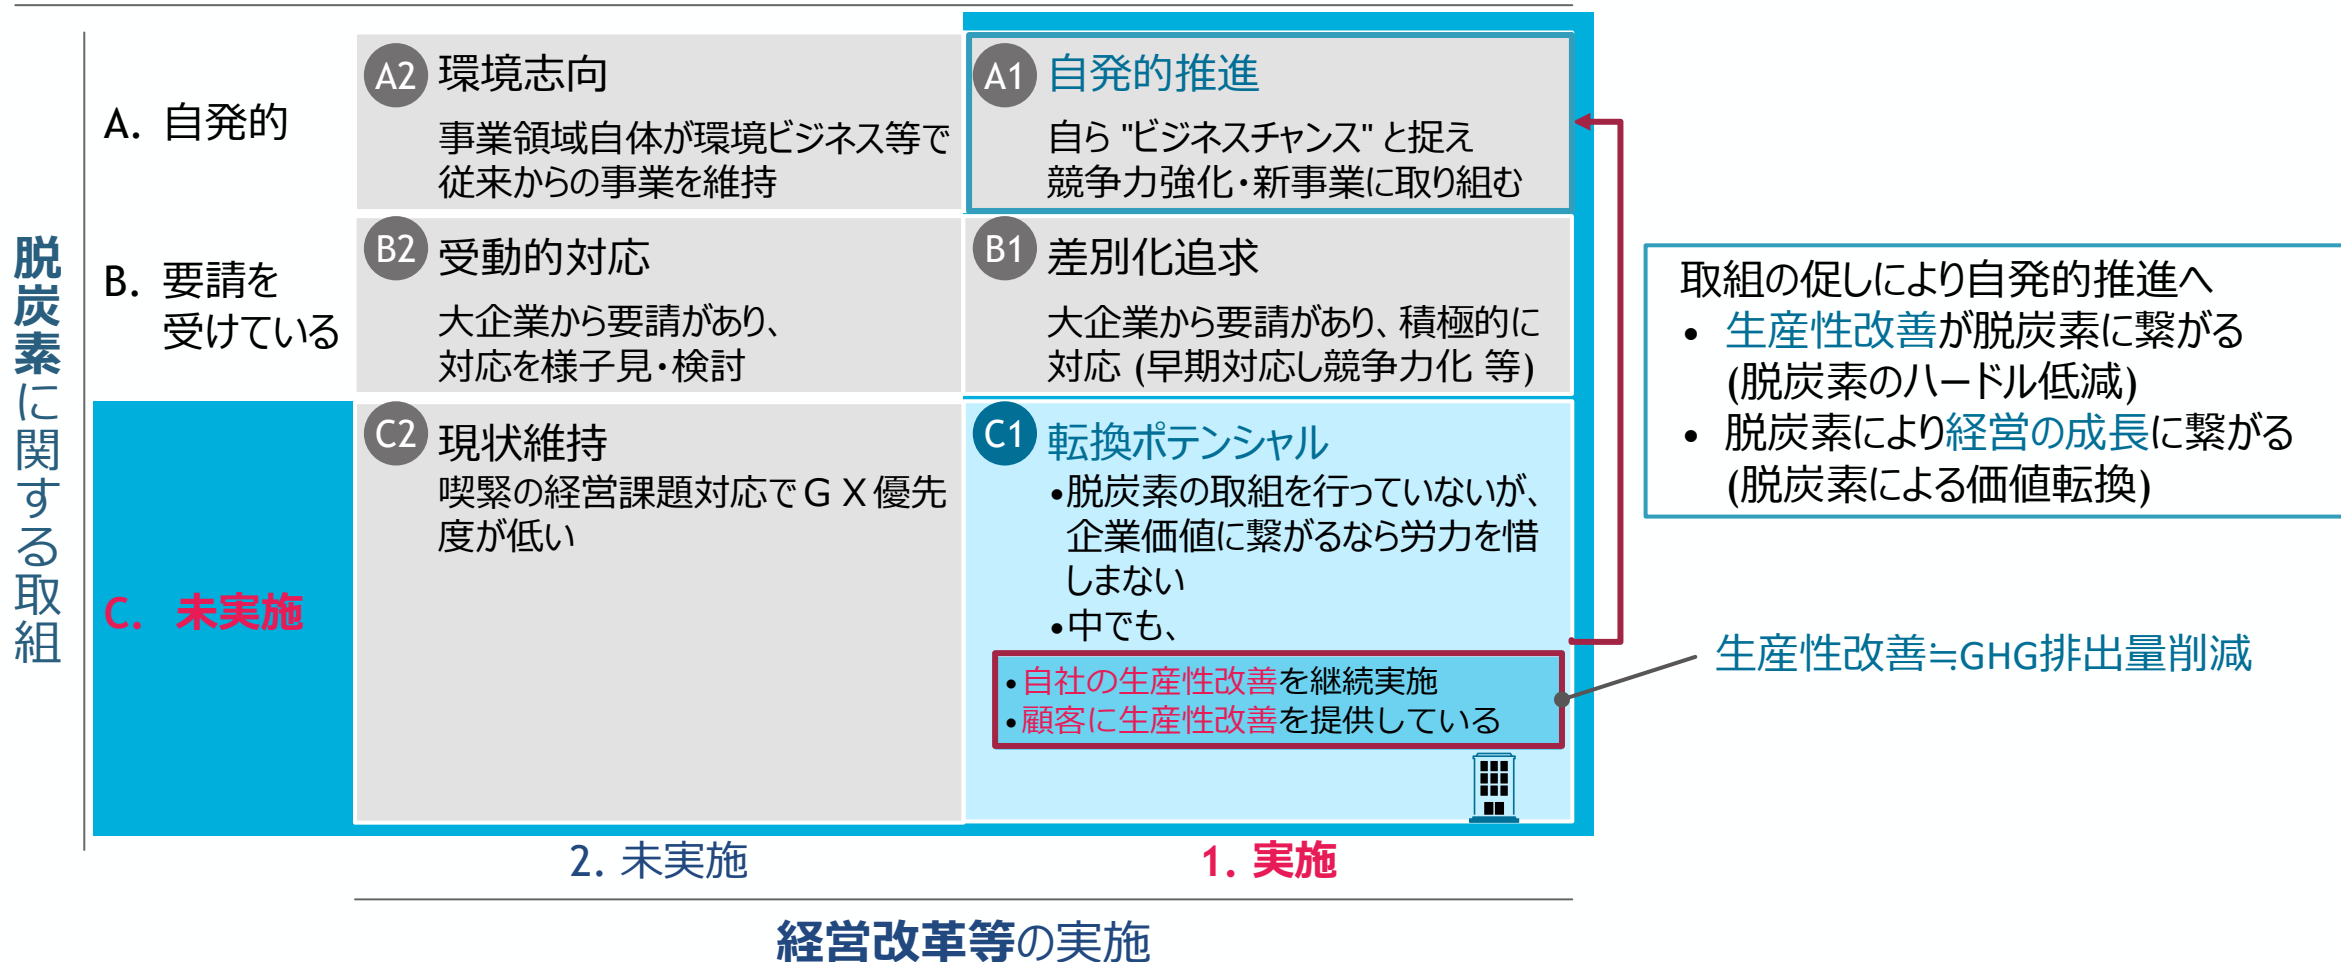 脱炭素に関する取組
A. 自発的
A2 環境志向
事業領域自体が環境ビジネス等で
従来からの事業を維持
A1 自発的推進
自ら "ビジネスチャンス" と捉え
競争力強化・新事業に取り組む
B. 要請を
受けている
B2 受動的対応
大企業から要請があり、
対応を様子見・検討
B1 差別化追求
大企業から要請があり、積極的に
対応 (早期対応し競争力化 等)
C. 未実施
C2 現状維持
喫緊の経営課題対応でＧＸ優先
度が低い
C1 転換ポテンシャル
•脱炭素の取組を行っていないが、
企業価値に繋がるなら労力を惜
しまない
•中でも、
•自社の生産性改善を継続実施
•顧客に生産性改善を提供している
2. 未実施
1. 実施
経営改革等の実施
取組の促しにより自発的推進へ
• 生産性改善が脱炭素に繋がる
(脱炭素のハードル低減)
• 脱炭素により経営の成長に繋がる
(脱炭素による価値転換)
生産性改善≒GHG排出量削減